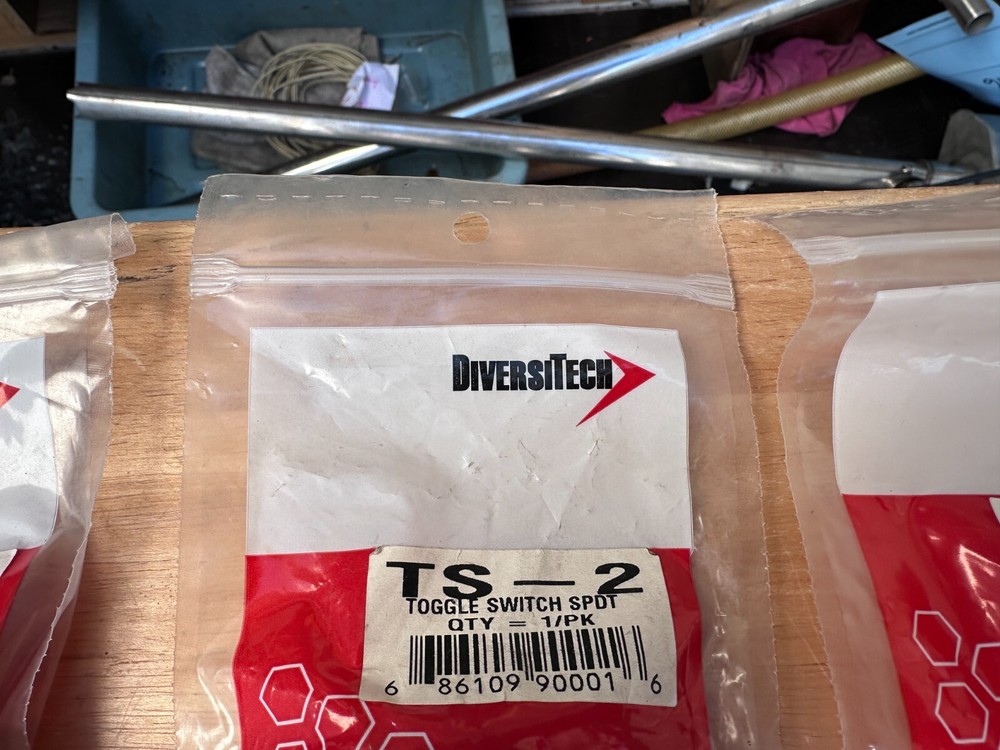 DIVERSITECH
TS-2
TOGGLE SWITCH SPDT
QTY = 1/PK
6 86109 90001 6